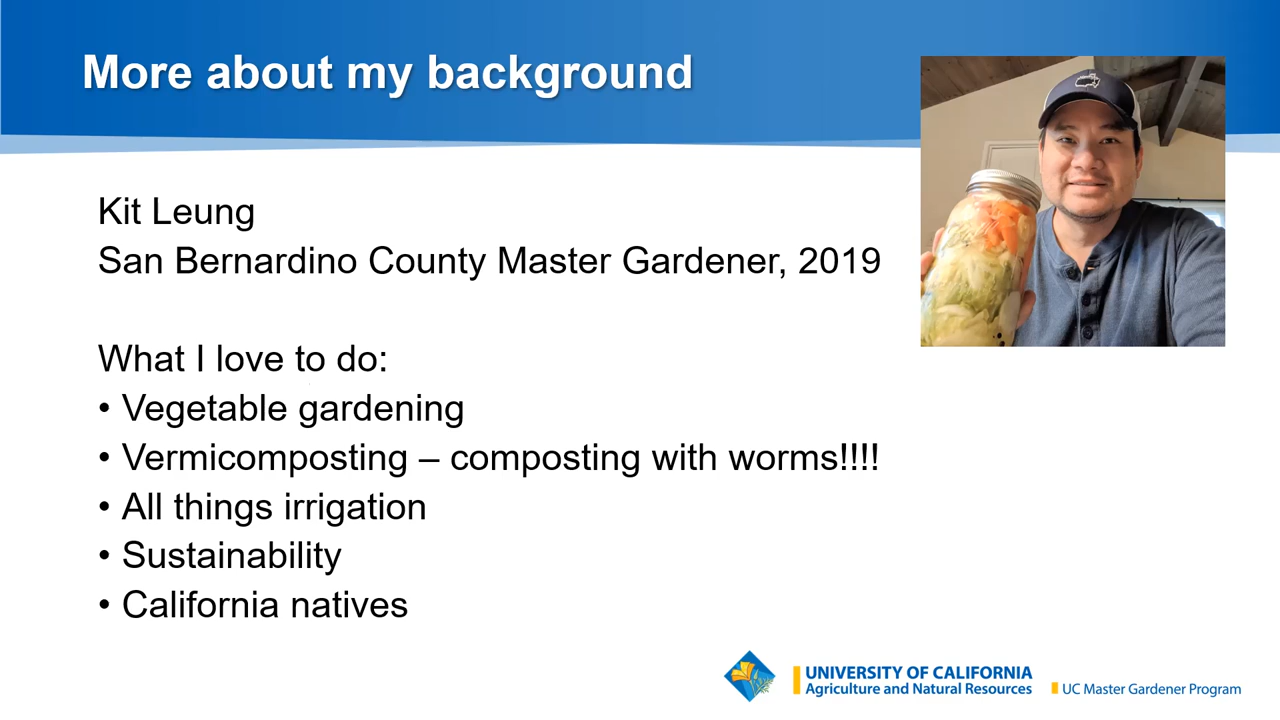 More about my background
Kit Leung
San Bernardino County Master Gardener, 2019
What I love to do:
• Vegetable gardening
• Vermicomposting – composting with worms!!!!
• All things irrigation
• Sustainability
• California natives
UNIVERSITY OF CALIFORNIA
Agriculture and Natural Resources
UC Master Gardener Program